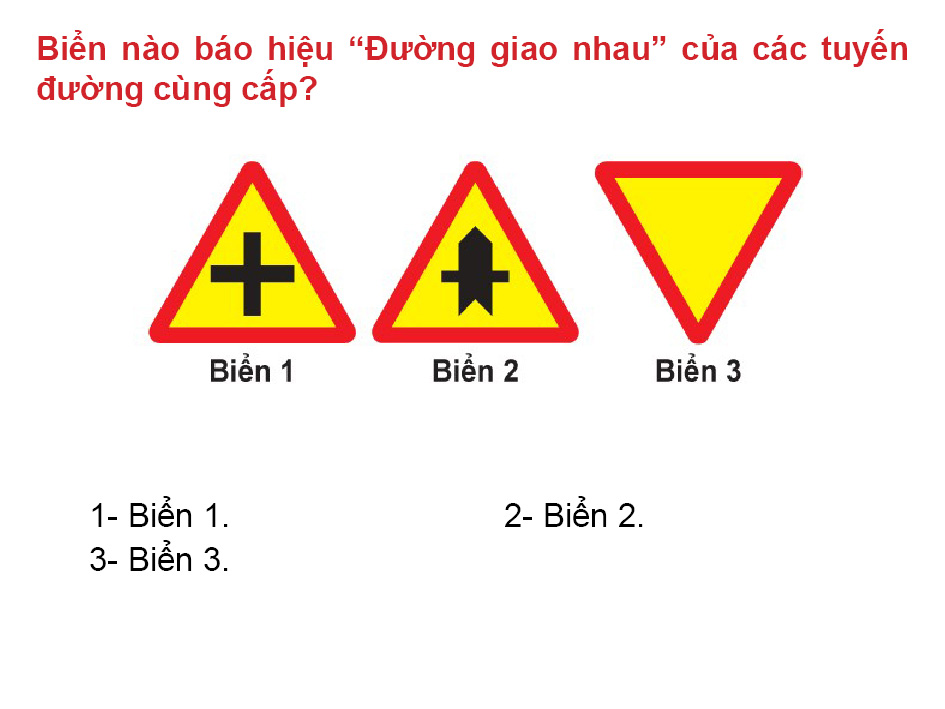 Biển nào báo hiệu “Đường giao nhau” của các tuyến
đường cùng cấp?
Biển 1
Biển 2
Biển 3
1- Biển 1.
2- Biển 2.
3- Biển 3.